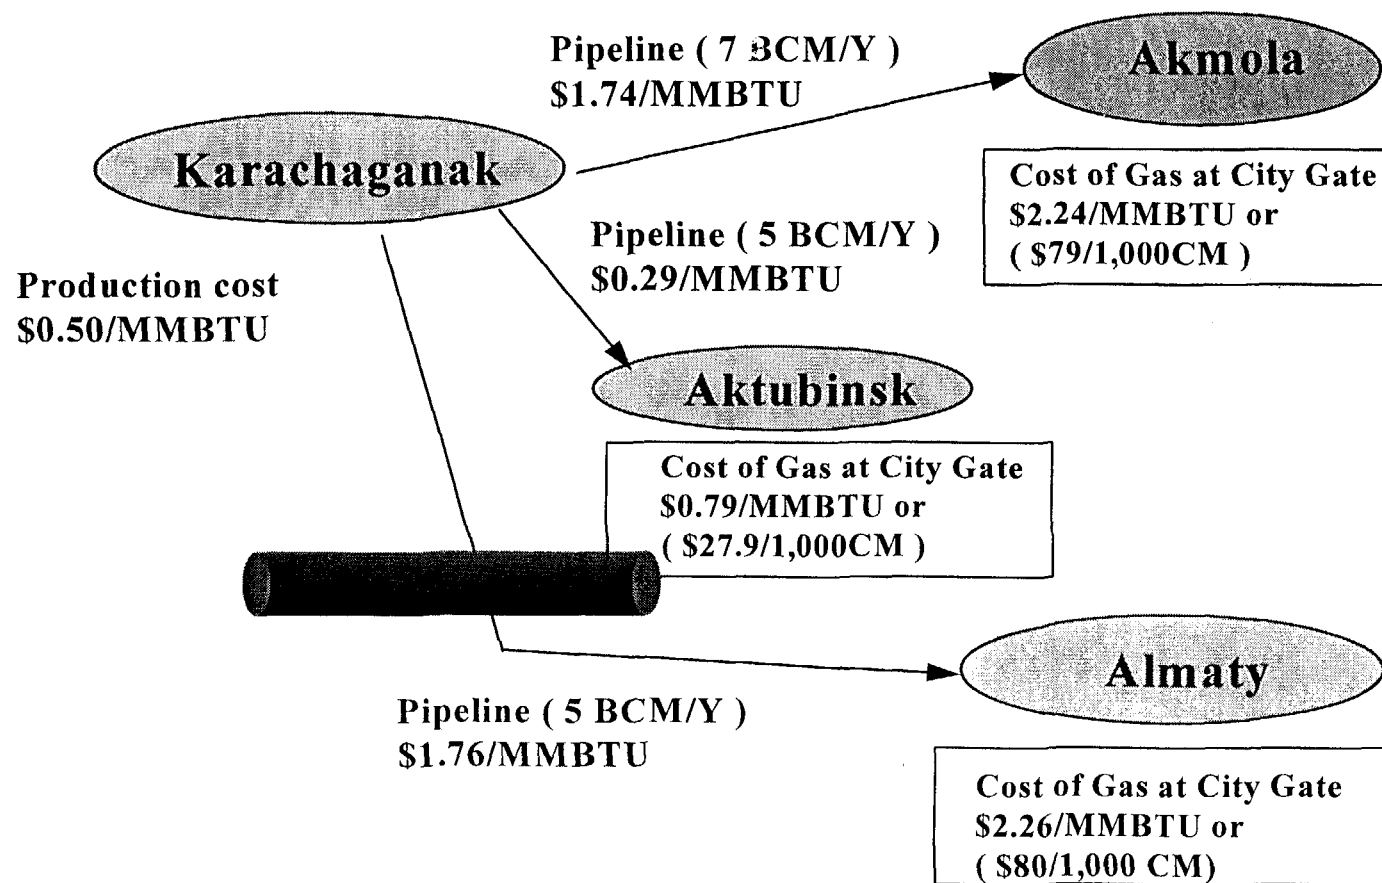 Pipeline ( 7 BCM/Y )
$1.74/MMBTU
Akmola
Karachaganak
Cost of Gas at City Gate
$2.24/MMBTU or
( $79/1,000CM )
Pipeline ( 5 BCM/Y )
$0.29/MMBTU
Production cost
$0.50/MMBTU
Aktubinsk
Cost of Gas at City Gate
$0.79/MMBTU or
( $27.9/1,000CM )
Almaty
Pipeline ( 5 BCM/Y )
$1.76/MMBTU
Cost of Gas at City Gate
$2.26/MMBTU or
( $80/1,000 CM)